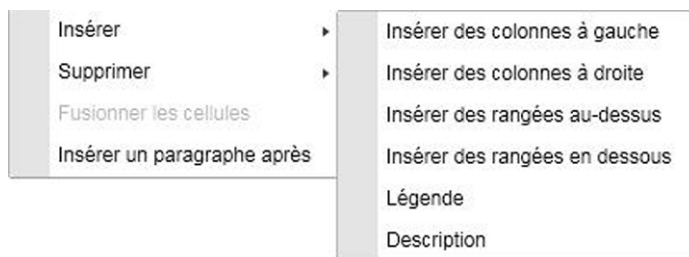 Insérer
Supprimer
Fusionner les cellules
Insérer un paragraphe après
Insérer des colonnes à gauche
Insérer des colonnes à droite
Insérer des rangées au-dessus
Insérer des rangées en dessous
Légende
Description